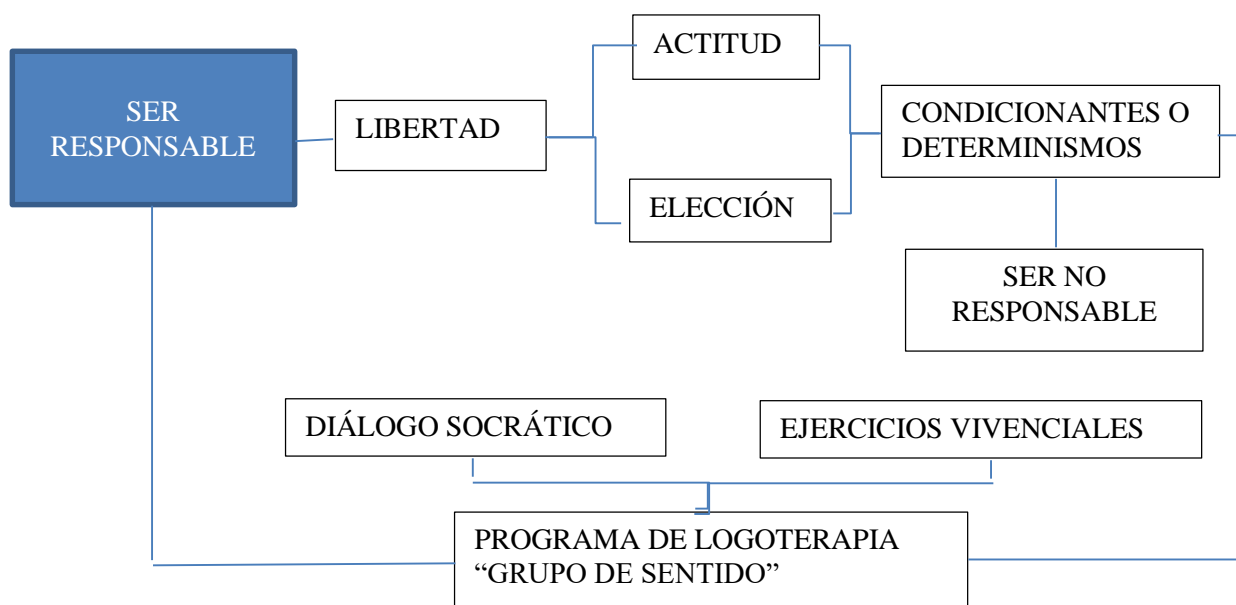 SER
RESPONSABLE
LIBERTAD
ACTITUD
ELECCIÓN
CONDICIONANTES O
DETERMINISMOS
SER NO
RESPONSABLE
DIÁLOGO SOCRÁTICO
EJERCICIOS VIVENCIALES
PROGRAMA DE LOGOTERAPIA
“GRUPO DE SENTIDO”